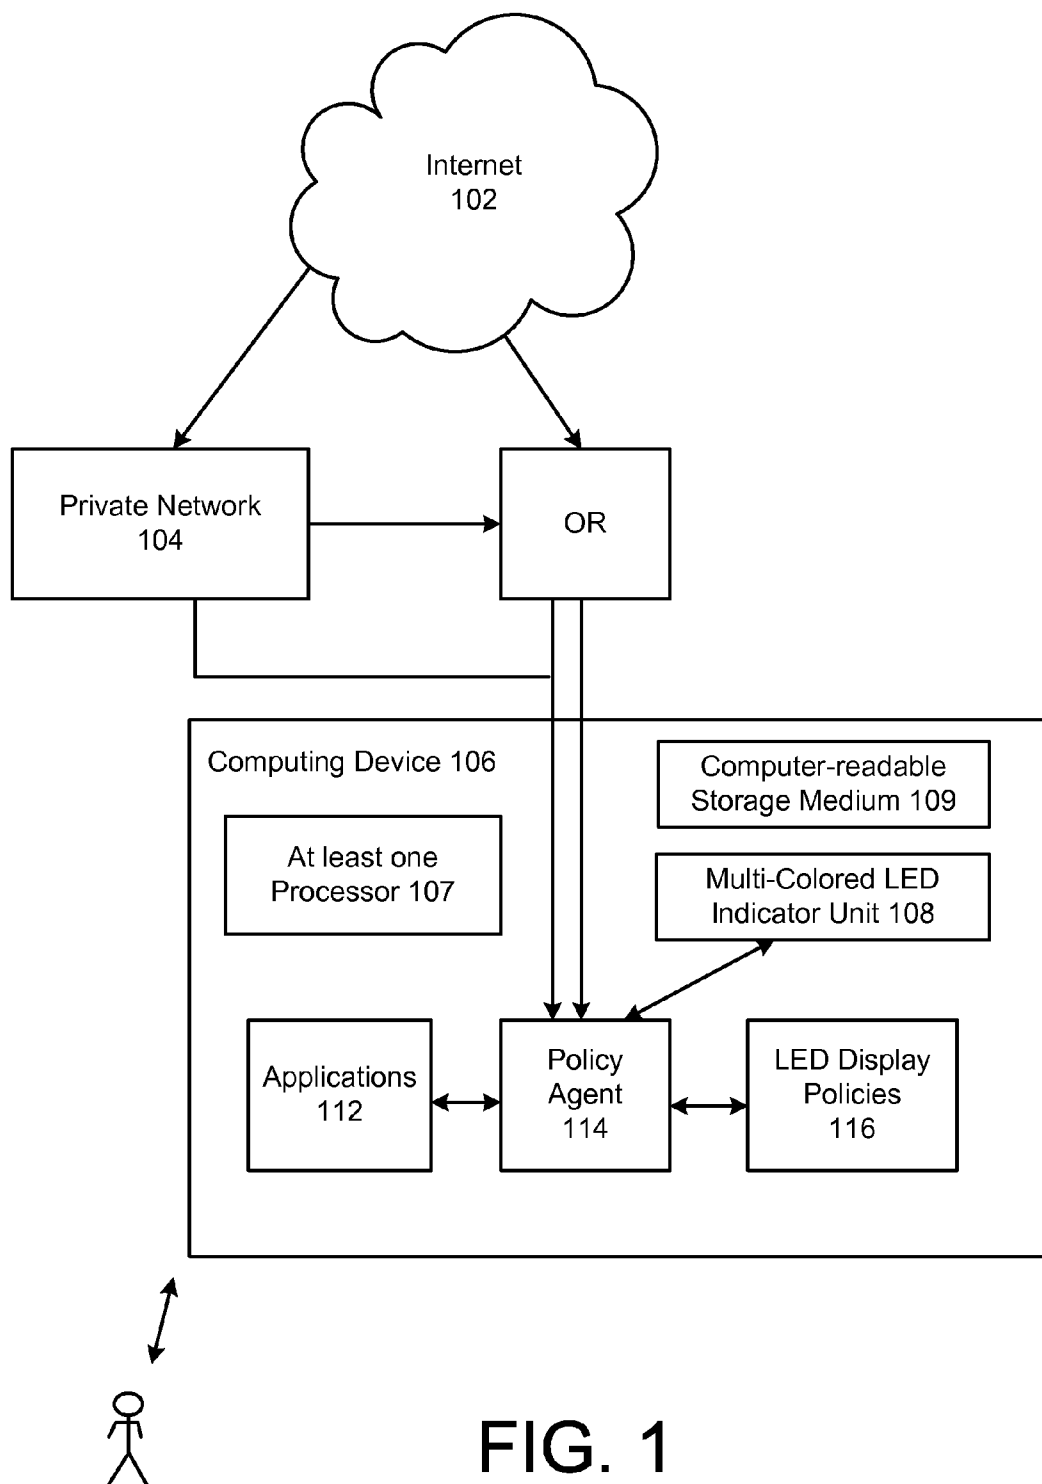 Internet
102
Private Network
104
OR
Computing Device 106
Computer-readable
Storage Medium 109
At least one
Processor 107
Multi-Colored LED
Indicator Unit 108
Applications
112
Policy
Agent
114
LED Display
Policies
116
FIG. 1